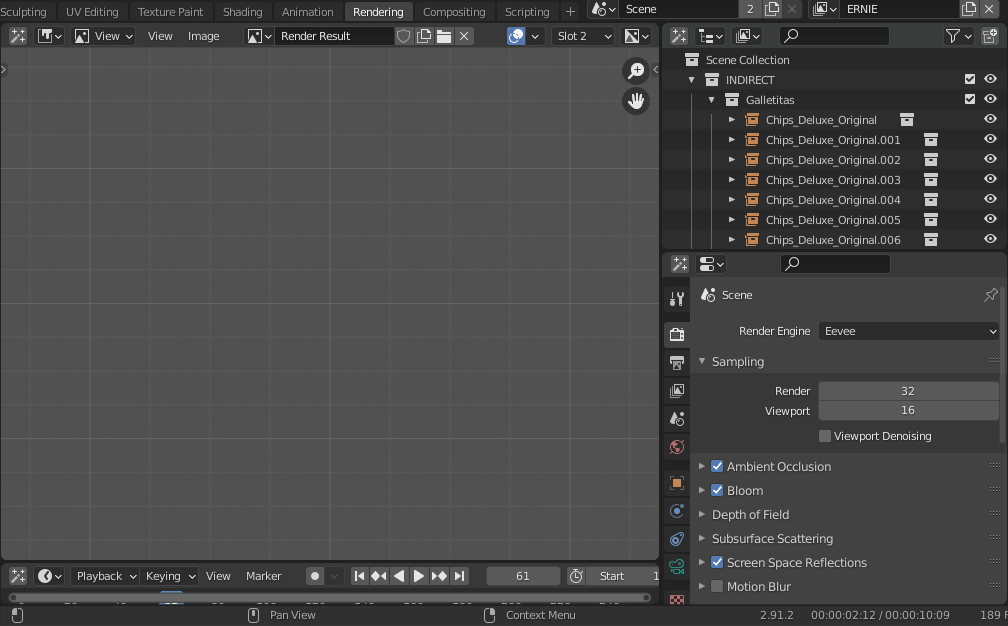 Sculpting UV Editing Texture Paint Shading Animation Rendering Compositing Scripting + Scene 2 ERNIE
View View Image Render Result Slot 2
Scene Collection
INDIRECT
Galletitas
Chips_Deluxe_Original
Chips_Deluxe_Original.001
Chips_Deluxe_Original.002
Chips_Deluxe_Original.003
Chips_Deluxe_Original.004
Chips_Deluxe_Original.005
Chips_Deluxe_Original.006
Scene
Render Engine Eevee
Sampling
Render 32
Viewport 16
Viewport Denoising
Ambient Occlusion
Bloom
Depth of Field
Subsurface Scattering
Screen Space Reflections
Motion Blur
Playback Keying View Marker 61 Start 1
Pan View Context Menu 2.91.2 00:00:02:12 / 00:00:10:09 189 F